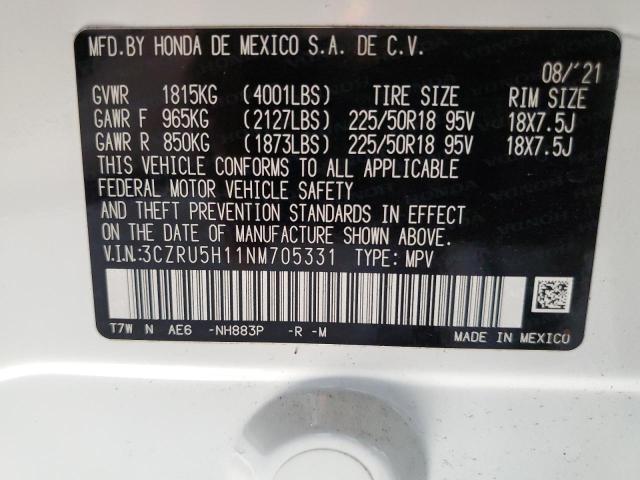 MFD.BY HONDA DE MEXICO S.A. DE C.V.
08/'21
GVWR 1815KG (4001LBS) TIRE SIZE RIM SIZE
GAWR F 965KG (2127LBS) 225/50R18 95V 18X7.5J
GAWR R 850KG (1873LBS) 225/50R18 95V 18X7.5J
THIS VEHICLE CONFORMS TO ALL APPLICABLE
FEDERAL MOTOR VEHICLE SAFETY
AND THEFT PREVENTION STANDARDS IN EFFECT
ON THE DATE OF MANUFACTURE SHOWN ABOVE.
V.I.N.:3CZRU5H11NM705331 TYPE: MPV
T7W N AE6 -NH883P -R -M
MADE IN MEXICO